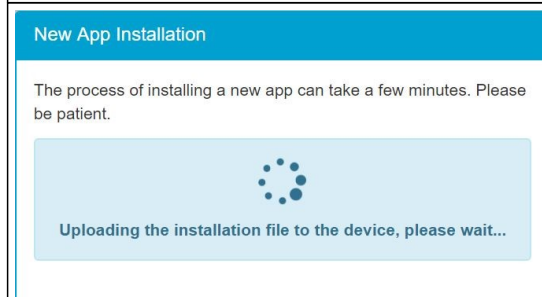 New App Installation
The process of installing a new app can take a few minutes. Please
be patient.
Uploading the installation file to the device, please wait...